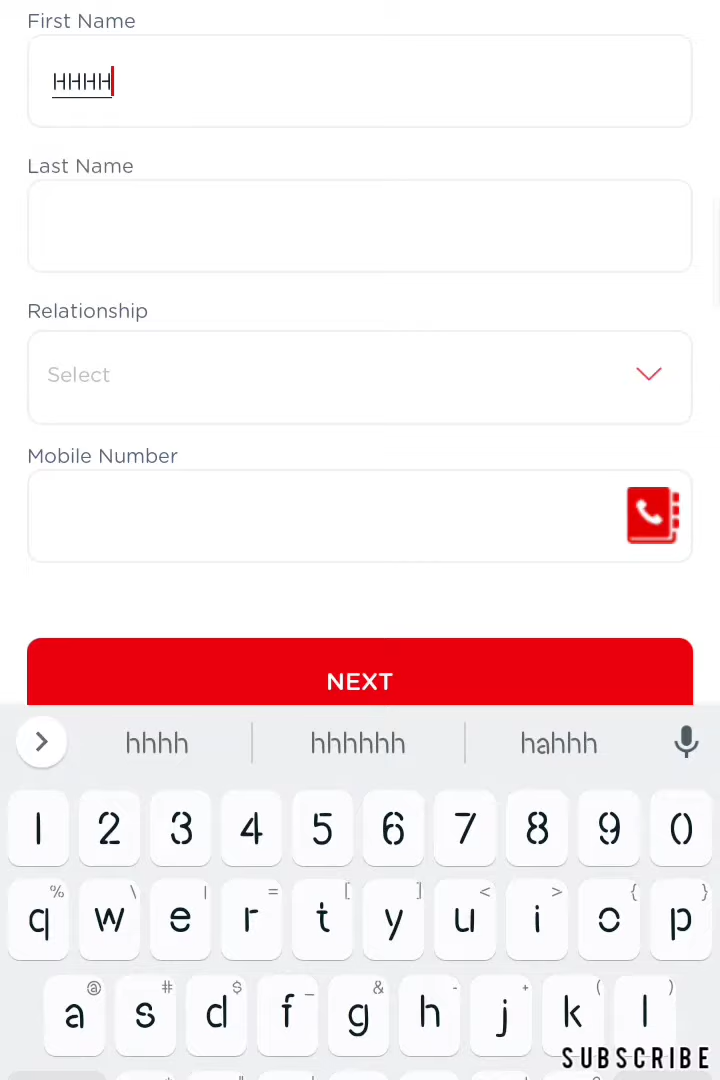 First Name
HHHH
Last Name
Relationship
Select
Mobile Number
NEXT
hhhh hhhhhh hahhh
1 2 3 4 5 6 7 8 9 0
% \ | = [ ] < > { }
q w e r t y u i o p
@ # $ _ & - + ( )
a s d f g h j k l
SUBSCRIBE